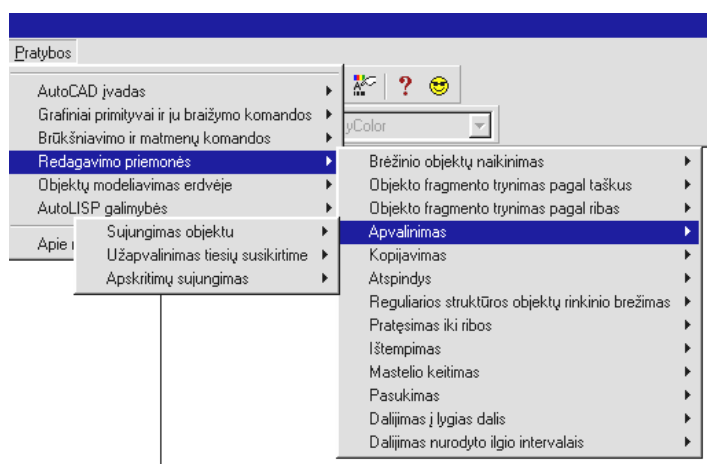 Pratybos
AutoCAD įvadas
Grafiniai primityvai ir ju braižymo komandos
Brūkšniavimo ir matmenų komandos
Redagavimo priemonės
Objektų modeliavimas erdvėje
AutoLISP galimybės
Apie
?
yColor
Sujungimas objektu
Užapvalinimas tiesių susikirtime
Apskritimų sujungimas
Brėžinio objektų naikinimas
Objekto fragmento trynimas pagal taškus
Objekto fragmento trynimas pagal ribas
Apvalinimas
Kopijavimas
Atspindys
Reguliarios struktūros objektų rinkinio brežimas
Pratęsimas iki ribos
Ištempimas
Mastelio keitimas
Pasukimas
Dalijimas į lygias dalis
Dalijimas nurodyto ilgio intervalais